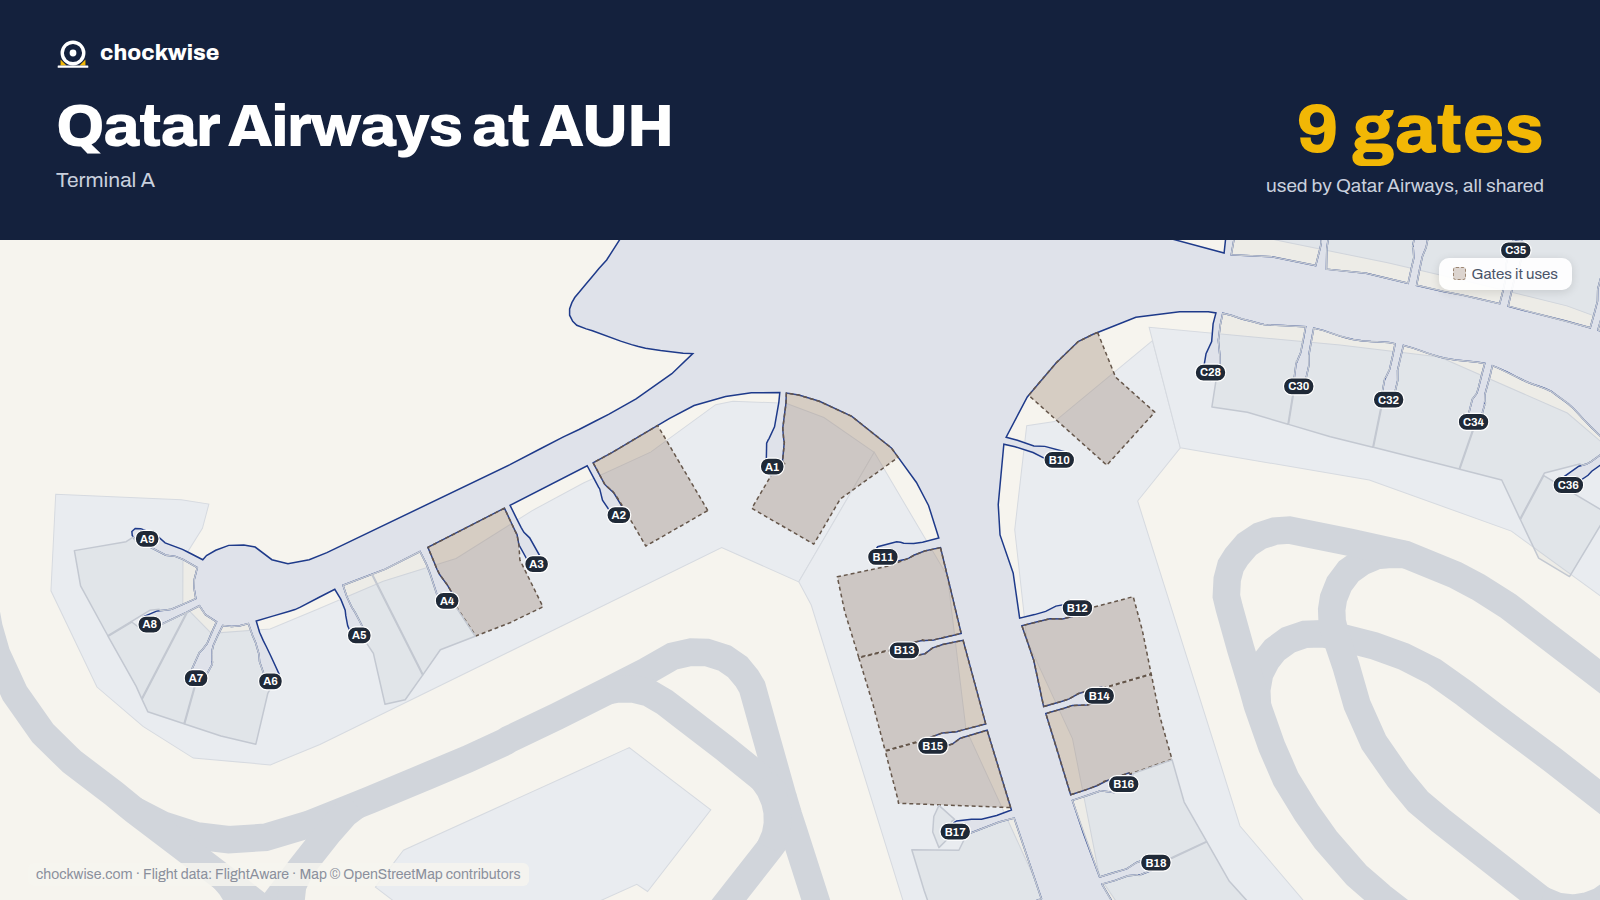 chockwise
Qatar Airways at AUH
Terminal A
9 gates
used by Qatar Airways, all shared
C35
Gates it uses
C28
C30
C32
C34
C36
B10
A1
A2
A3
A4
A5
A6
A7
A8
A9
B11
B12
B13
B14
B15
B16
B17
B18
chockwise.com · Flight data: FlightAware · Map © OpenStreetMap contributors